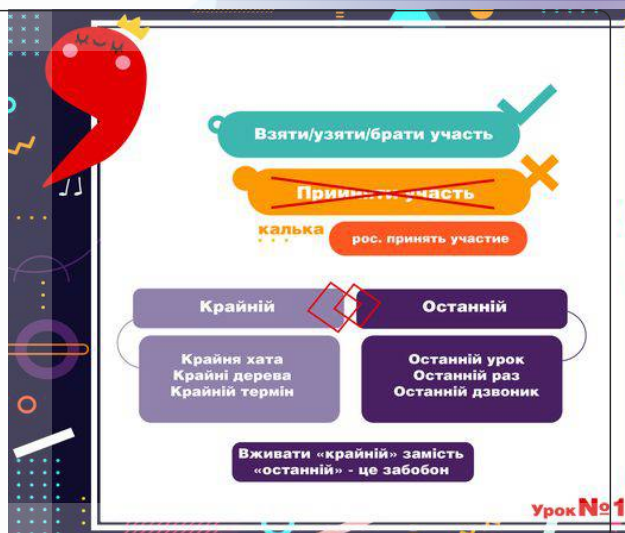 Взяти/узяти/брати участь
Прийняти участь
калька
рос. принять участие
Крайній
Останній
Крайня хата
Крайні дерева
Крайній термін
Останній урок
Останній раз
Останній дзвоник
Вживати «крайній» замість
«останній» - це забобон
Урок №1